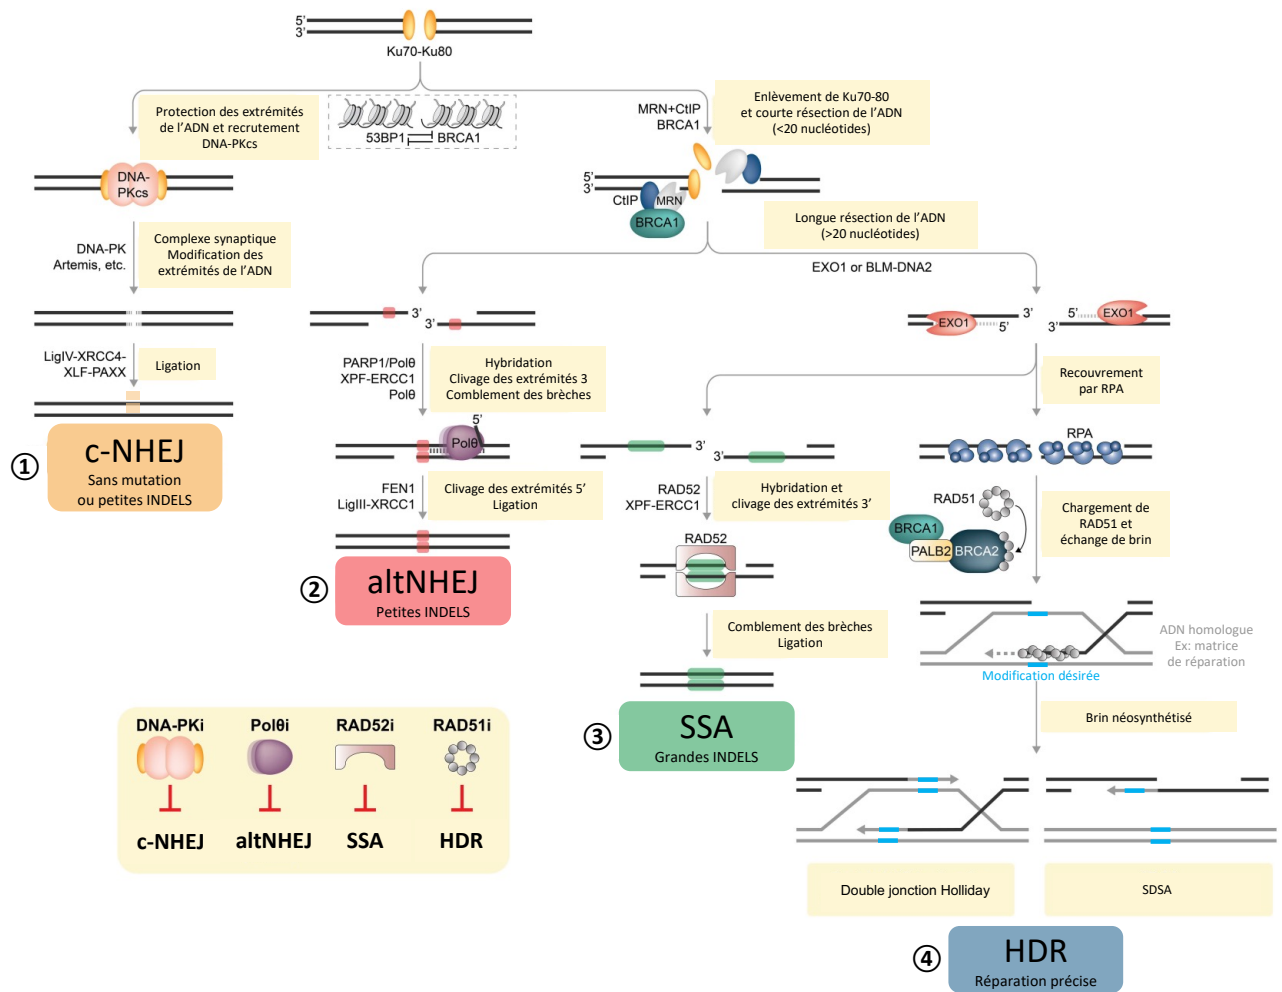 5'
3'
Ku70-Ku80
Protection des extrémités
de l'ADN et recrutement
DNA-PKcs
53BP1
BRCA1
MRN+CtIP
BRCA1
Enlèvement de Ku70-80
et courte résection de l'ADN
(<20 nucléotides)
DNA-
PKcs
5'
3'
CtIP
MRN
BRCA1
Longue résection de l'ADN
(>20 nucléotides)
DNA-PK
Artemis, etc.
Complexe synaptique
Modification des
extrémités de l'ADN
EXO1 or BLM-DNA2
3'
3'
EXO1
3'
5'
5'
3'
EXO1
LigIV-XRCC4-
XLF-PAXX
Ligation
PARP1/Polθ
XPF-ERCC1
Polθ
Hybridation
Clivage des extrémités 3
Comblement des brèches
Recouvrement
par RPA
① c-NHEJ
Sans mutation
ou petites INDELS
5'
Polθ
3'
3'
RPA
FEN1
LigIII-XRCC1
Clivage des extrémités 5'
Ligation
RAD52
XPF-ERCC1
Hybridation et
clivage des extrémités 3'
RAD51
BRCA1
PALB2
BRCA2
Chargement de
RAD51 et
échange de brin
RAD52
② altNHEJ
Petites INDELS
Comblement des brèches
Ligation
ADN homologue
Ex: matrice
de réparation
Modification désirée
③ SSA
Grandes INDELS
Brin néosynthétisé
DNA-PKi
Polθi
RAD52i
RAD51i
c-NHEJ
altNHEJ
SSA
HDR
Double jonction Holliday
SDSA
④ HDR
Réparation précise